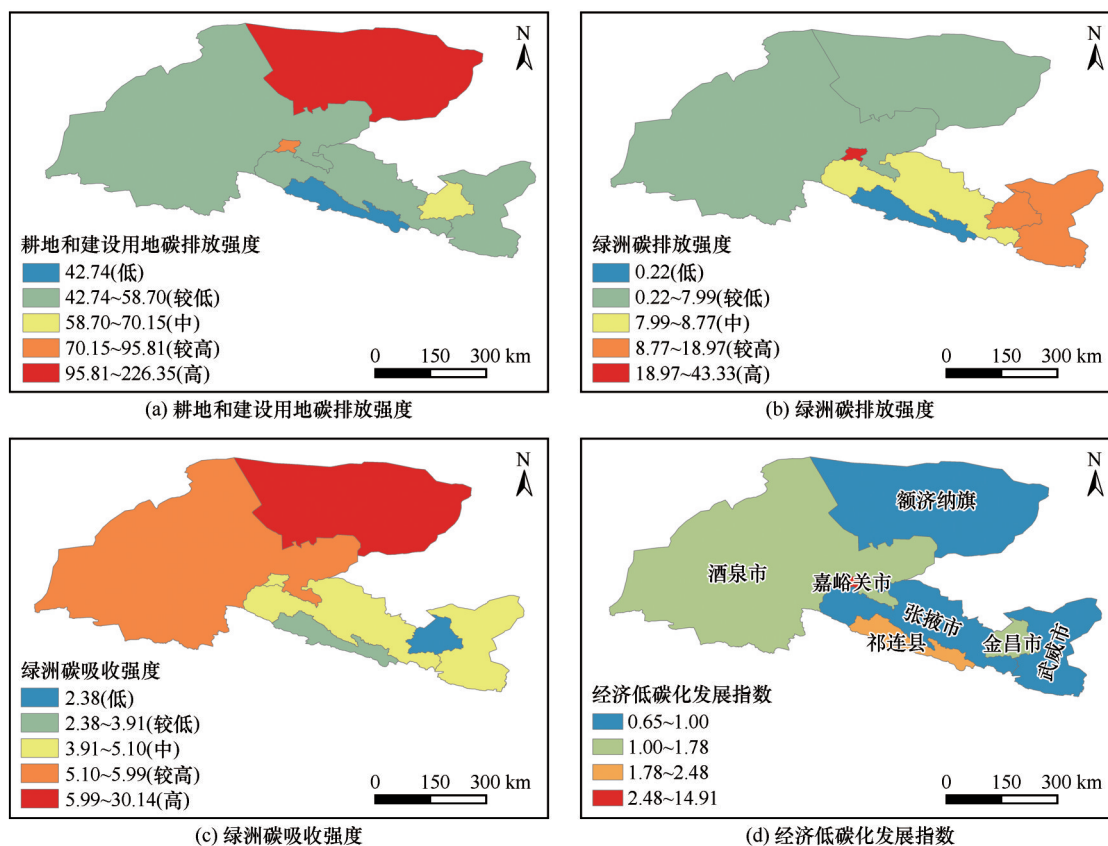 N
耕地和建设用地碳排放强度
42.74(低)
42.74~58.70(较低)
58.70~70.15(中)
70.15~95.81(较高)
95.81~226.35(高)
0 150 300 km
(a) 耕地和建设用地碳排放强度
N
绿洲碳排放强度
0.22(低)
0.22~7.99(较低)
7.99~8.77(中)
8.77~18.97(较高)
18.97~43.33(高)
0 150 300 km
(b) 绿洲碳排放强度
N
绿洲碳吸收强度
2.38(低)
2.38~3.91(较低)
3.91~5.10(中)
5.10~5.99(较高)
5.99~30.14(高)
0 150 300 km
(c) 绿洲碳吸收强度
N
额济纳旗
酒泉市
嘉峪关市
张掖市
祁连县
金昌市
武威市
经济低碳化发展指数
0.65~1.00
1.00~1.78
1.78~2.48
2.48~14.91
0 150 300 km
(d) 经济低碳化发展指数